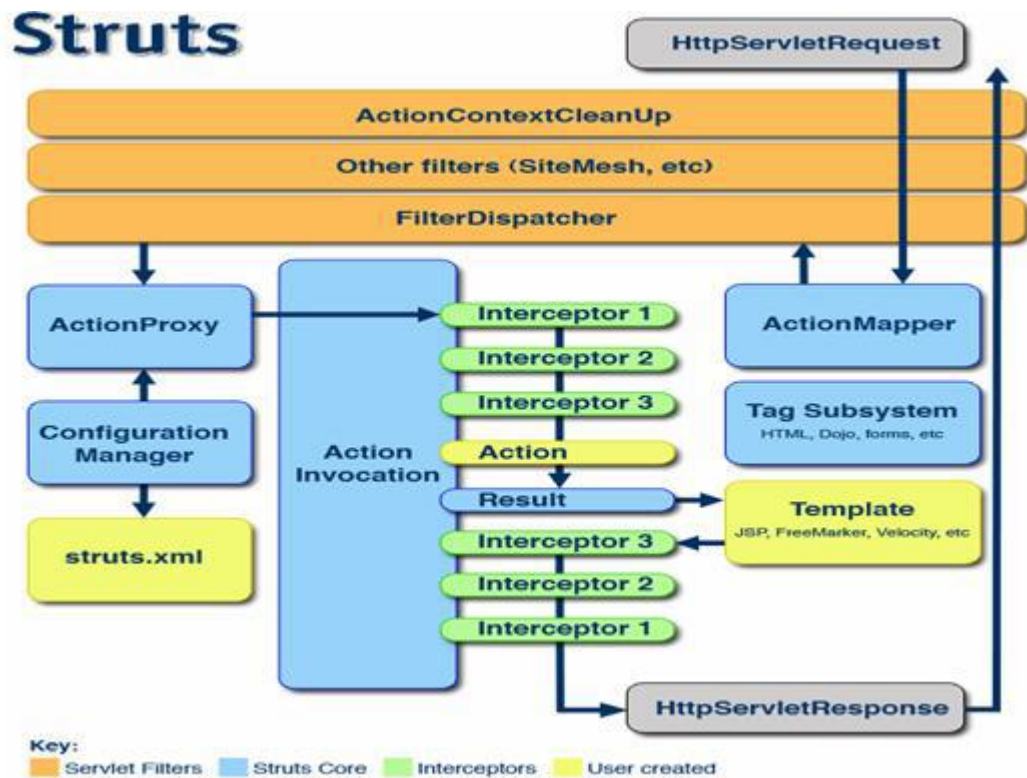 Struts
HttpServletRequest
ActionContextCleanUp
Other filters (SiteMesh, etc)
FilterDispatcher
ActionProxy
Interceptor 1
ActionMapper
Interceptor 2
Interceptor 3
Tag Subsystem
HTML, Dojo, forms, etc
Configuration
Manager
Action
Invocation
Action
Result
Template
JSP, FreeMarker, Velocity, etc
struts.xml
Interceptor 3
Interceptor 2
Interceptor 1
HttpServletResponse
Key:
Servlet Filters
Struts Core
Interceptors
User created